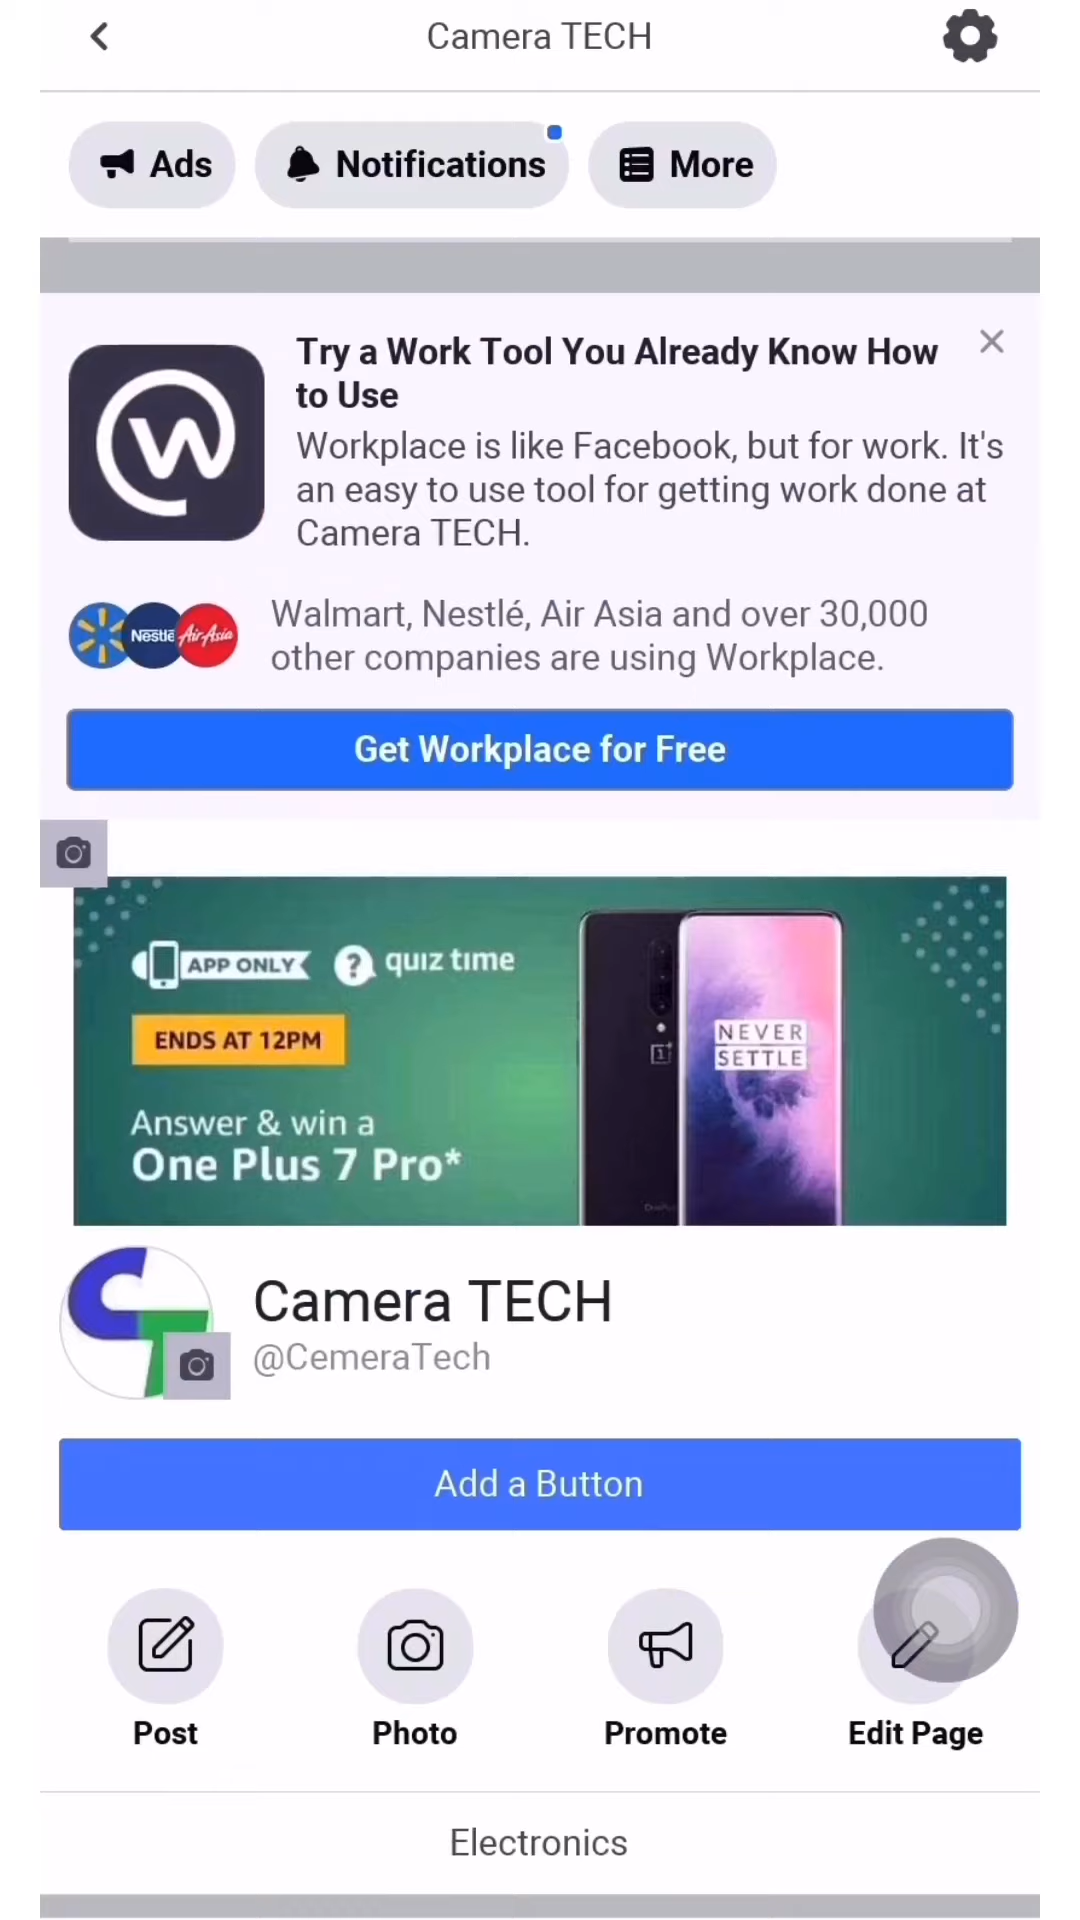 Camera TECH
Ads
Notifications
More
Try a Work Tool You Already Know How
to Use
Workplace is like Facebook, but for work. It's
an easy to use tool for getting work done at
Camera TECH.
Nestlé
AirAsia
Walmart, Nestlé, Air Asia and over 30,000
other companies are using Workplace.
Get Workplace for Free
APP ONLY
? quiz time
ENDS AT 12PM
NEVER
SETTLE
Answer & win a
One Plus 7 Pro*
Camera TECH
@CemeraTech
Add a Button
Post
Photo
Promote
Edit Page
Electronics